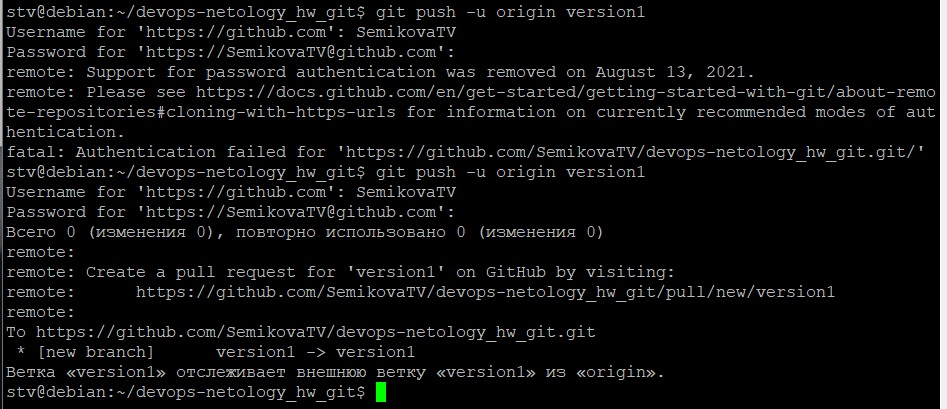 stv@debian:~/devops-netology_hw_git$ git push -u origin version1
Username for 'https://github.com': SemikovaTV
Password for 'https://SemikovaTV@github.com':
remote: Support for password authentication was removed on August 13, 2021.
remote: Please see https://docs.github.com/en/get-started/getting-started-with-git/about-remo
te-repositories#cloning-with-https-urls for information on currently recommended modes of aut
hentication.
fatal: Authentication failed for 'https://github.com/SemikovaTV/devops-netology_hw_git.git/'
stv@debian:~/devops-netology_hw_git$ git push -u origin version1
Username for 'https://github.com': SemikovaTV
Password for 'https://SemikovaTV@github.com':
Всего 0 (изменения 0), повторно использовано 0 (изменения 0)
remote:
remote: Create a pull request for 'version1' on GitHub by visiting:
remote:      https://github.com/SemikovaTV/devops-netology_hw_git/pull/new/version1
remote:
To https://github.com/SemikovaTV/devops-netology_hw_git.git
 * [new branch]      version1 -> version1
Ветка «version1» отслеживает внешнюю ветку «version1» из «origin».
stv@debian:~/devops-netology_hw_git$